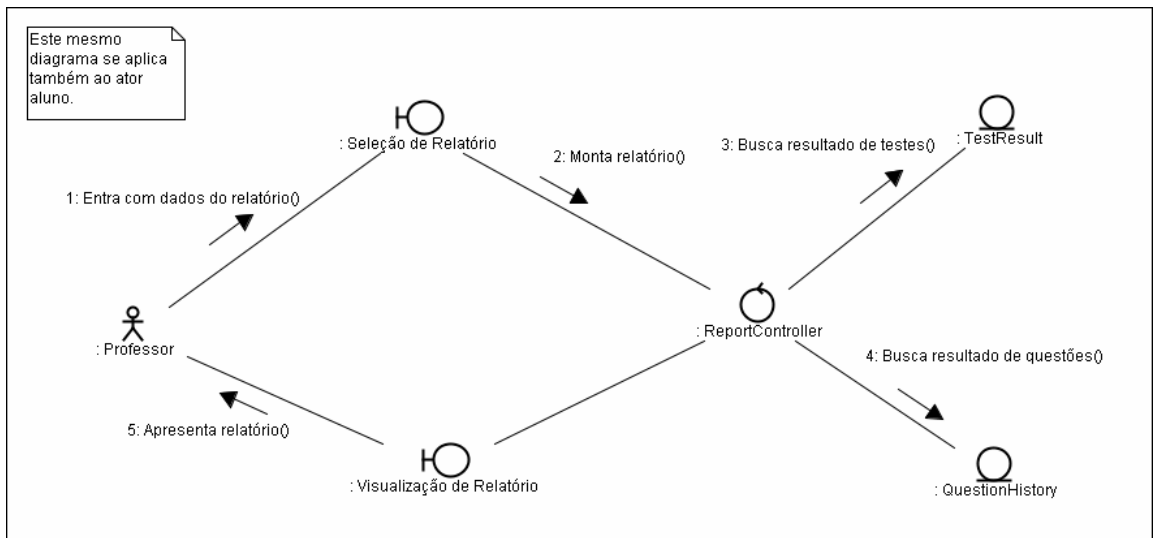 Este mesmo
diagrama se aplica
também ao ator
aluno.
: Seleção de Relatório
2: Monta relatório()
3: Busca resultado de testes()
: TestResult
1: Entra com dados do relatório()
: Professor
: ReportController
4: Busca resultado de questões()
5: Apresenta relatório()
: Visualização de Relatório
: QuestionHistory